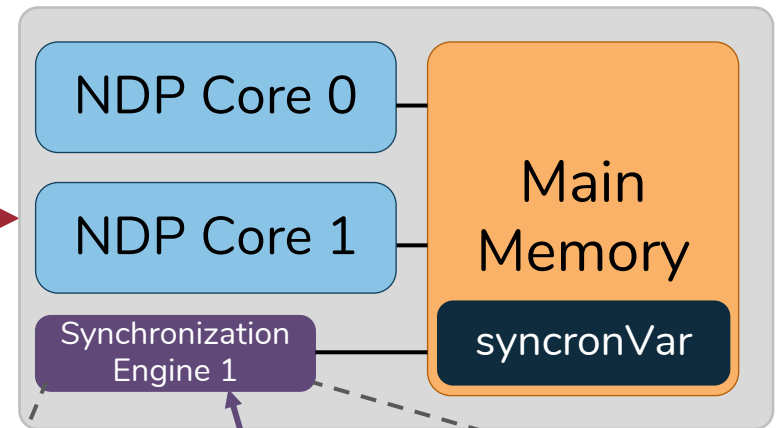 NDP Core 0
NDP Core 1
Main
Memory
Synchronization
Engine 1
syncronVar